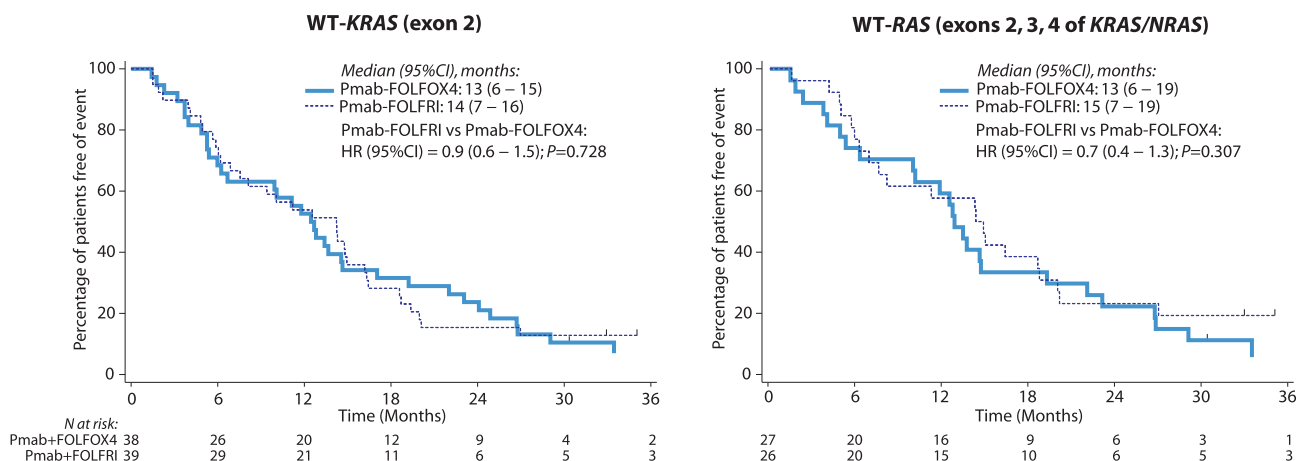 WT-KRAS (exon 2)
Median (95%CI), months:
Pmab-FOLFOX4: 13 (6 – 15)
Pmab-FOLFRI: 14 (7 – 16)
Pmab-FOLFRI vs Pmab-FOLFOX4:
HR (95%CI) = 0.9 (0.6 – 1.5); P=0.728
Percentage of patients free of event
100
80
60
40
20
0
0 6 12 18 24 30 36
Time (Months)
N at risk:
Pmab+FOLFOX4 38 26 20 12 9 4 2
Pmab+FOLFRI 39 29 21 11 6 5 3
WT-RAS (exons 2, 3, 4 of KRAS/NRAS)
Median (95%CI), months:
Pmab-FOLFOX4: 13 (6 – 19)
Pmab-FOLFRI: 15 (7 – 19)
Pmab-FOLFRI vs Pmab-FOLFOX4:
HR (95%CI) = 0.7 (0.4 – 1.3); P=0.307
Percentage of patients free of event
100
80
60
40
20
0
0 6 12 18 24 30 36
Time (Months)
27 20 16 9 6 3 1
26 20 15 10 6 5 3